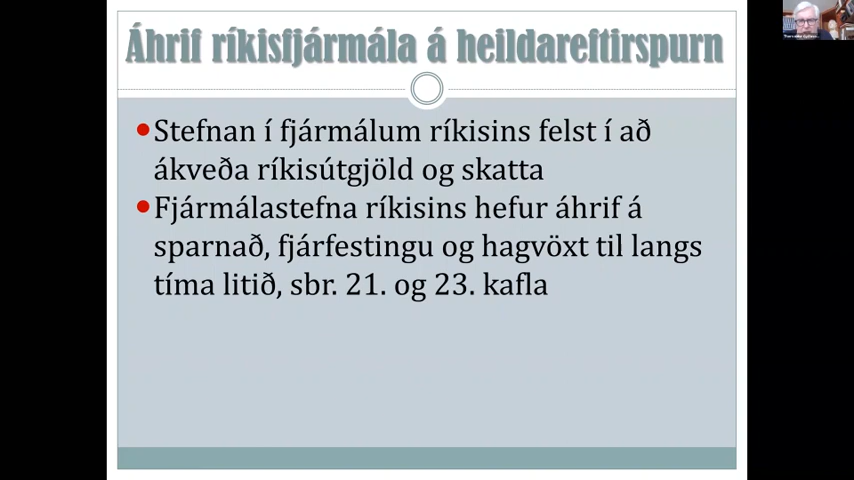 Áhrif ríkisfjármála á heildareftirspurn
•Stefnan í fjármálum ríkisins felst í að
ákveða ríkisútgjöld og skatta
•Fjármálastefna ríkisins hefur áhrif á
sparnað, fjárfestingu og hagvöxt til langs
tíma litið, sbr. 21. og 23. kafla